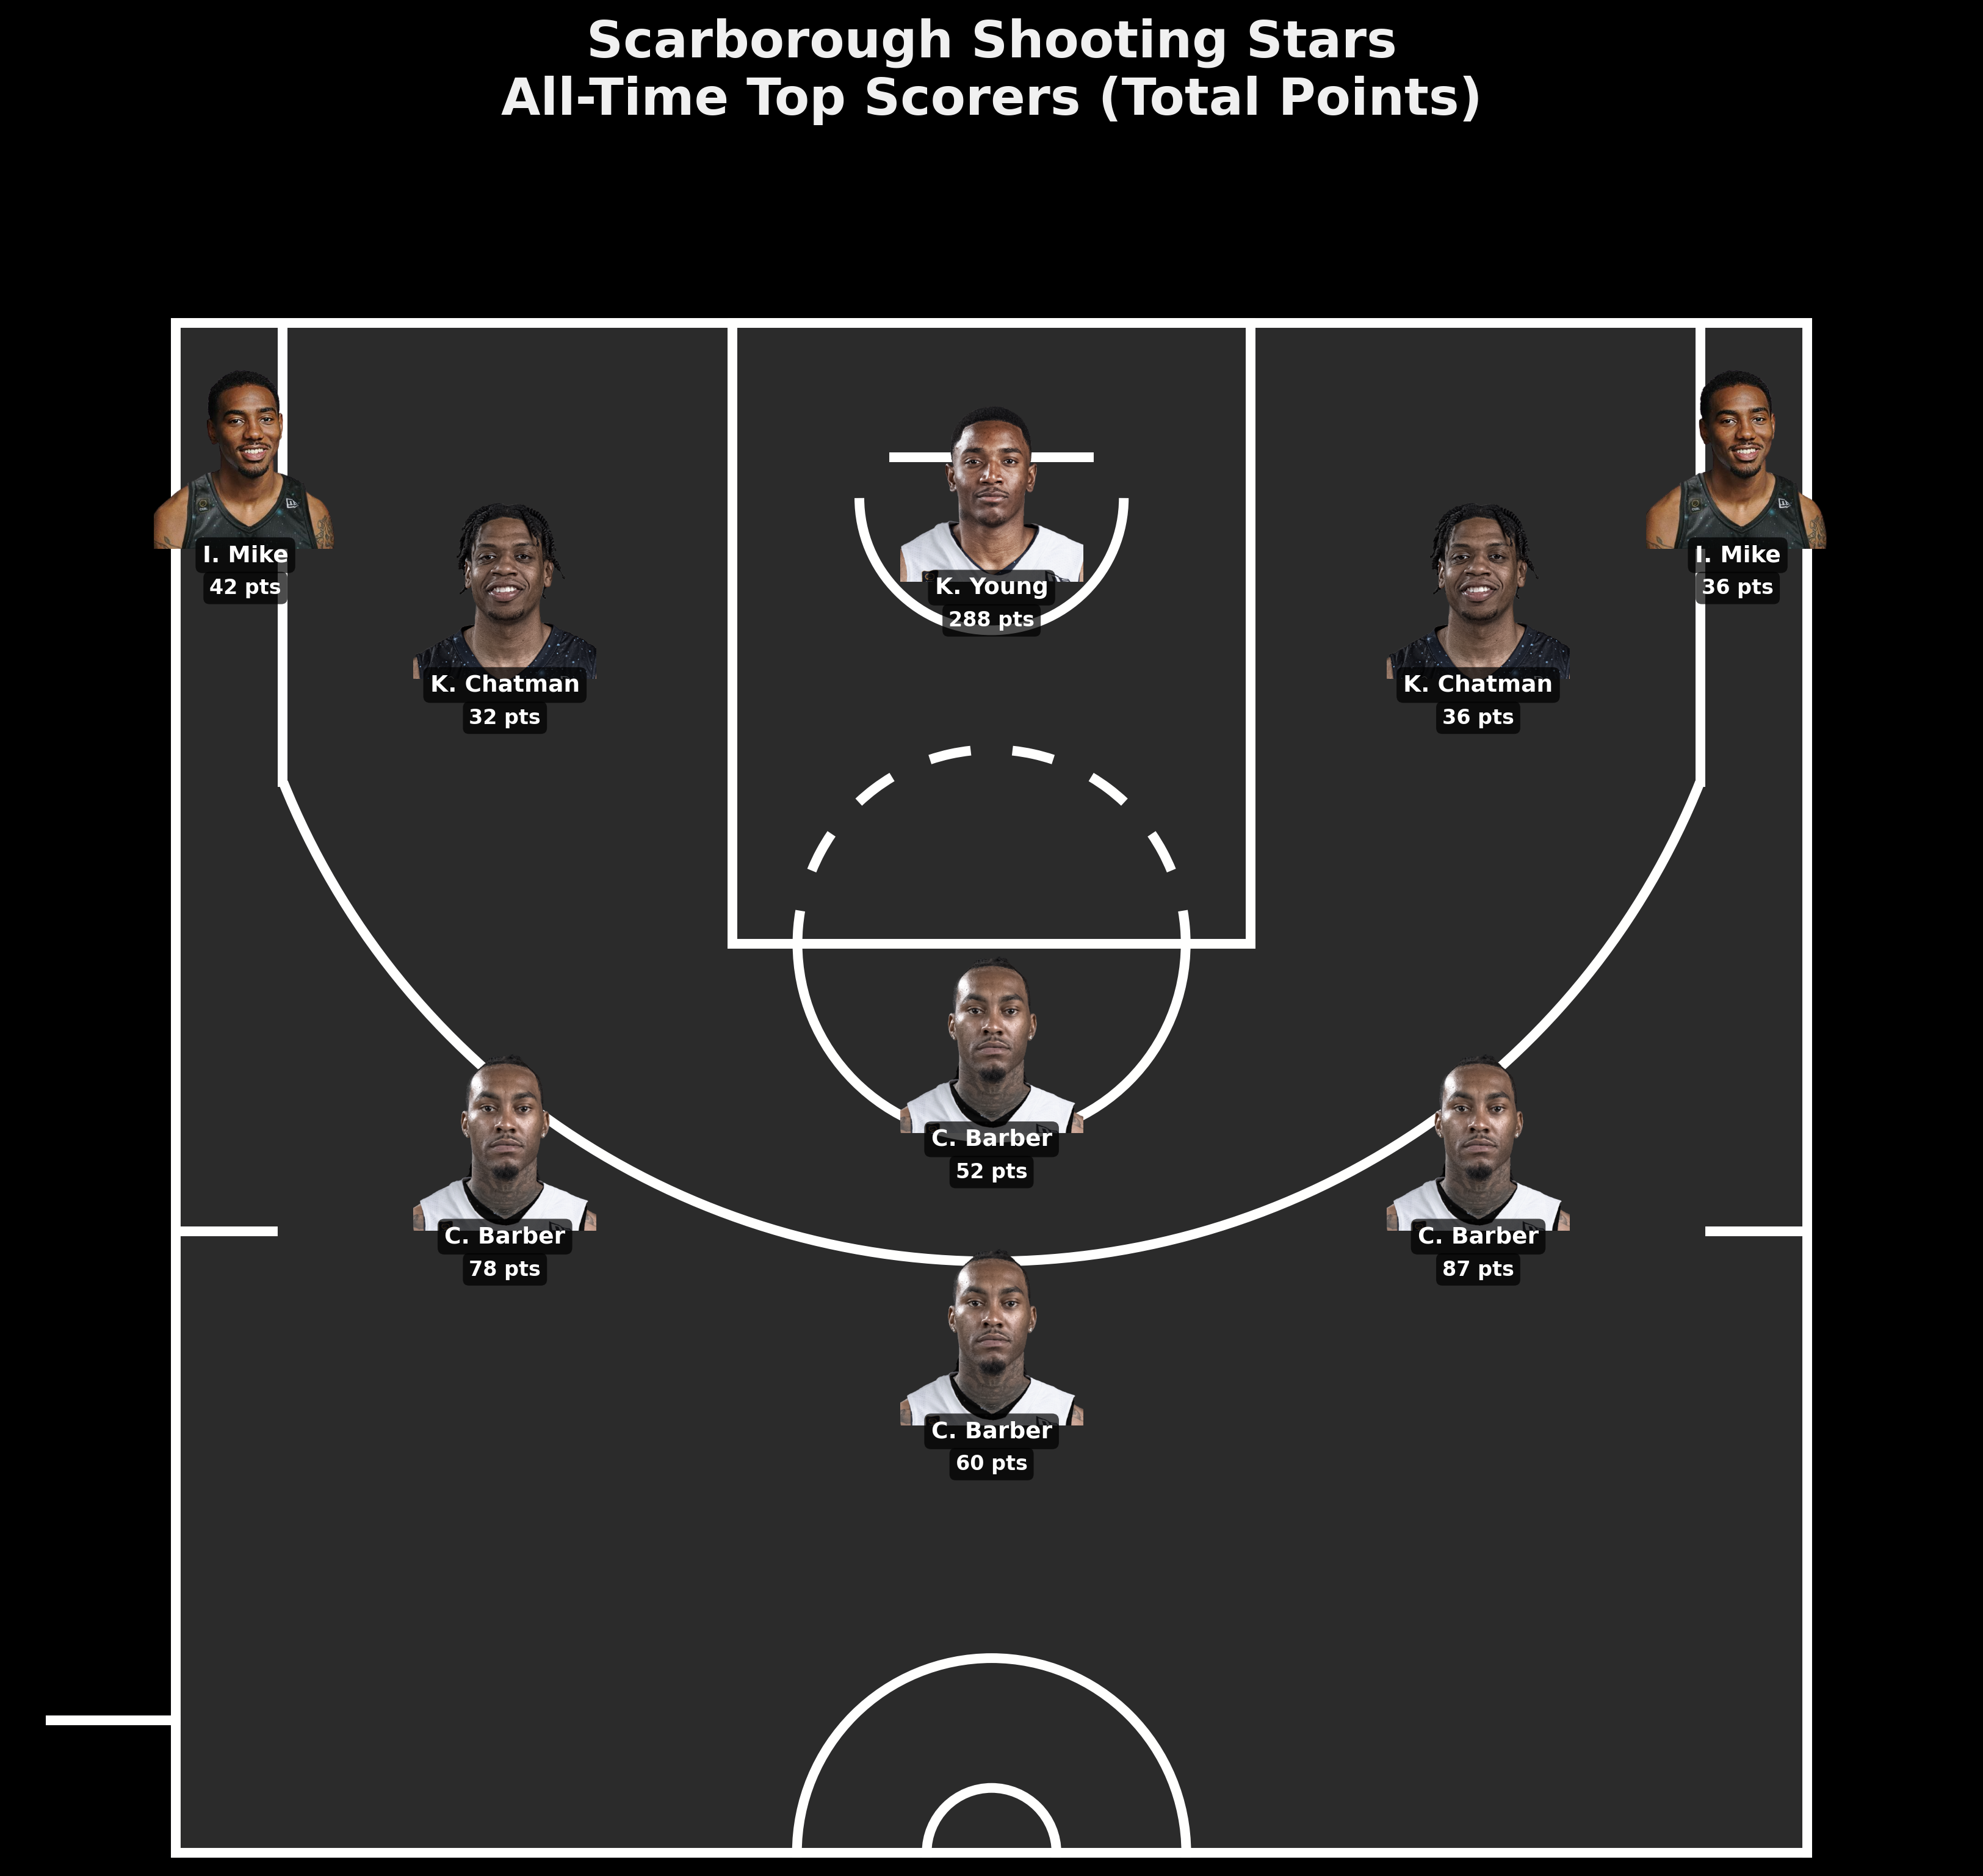 Scarborough Shooting Stars
All-Time Top Scorers (Total Points)
I. Mike
42 pts
I. Mike
36 pts
K. Young
288 pts
K. Chatman
32 pts
K. Chatman
36 pts
C. Barber
52 pts
C. Barber
78 pts
C. Barber
87 pts
C. Barber
60 pts